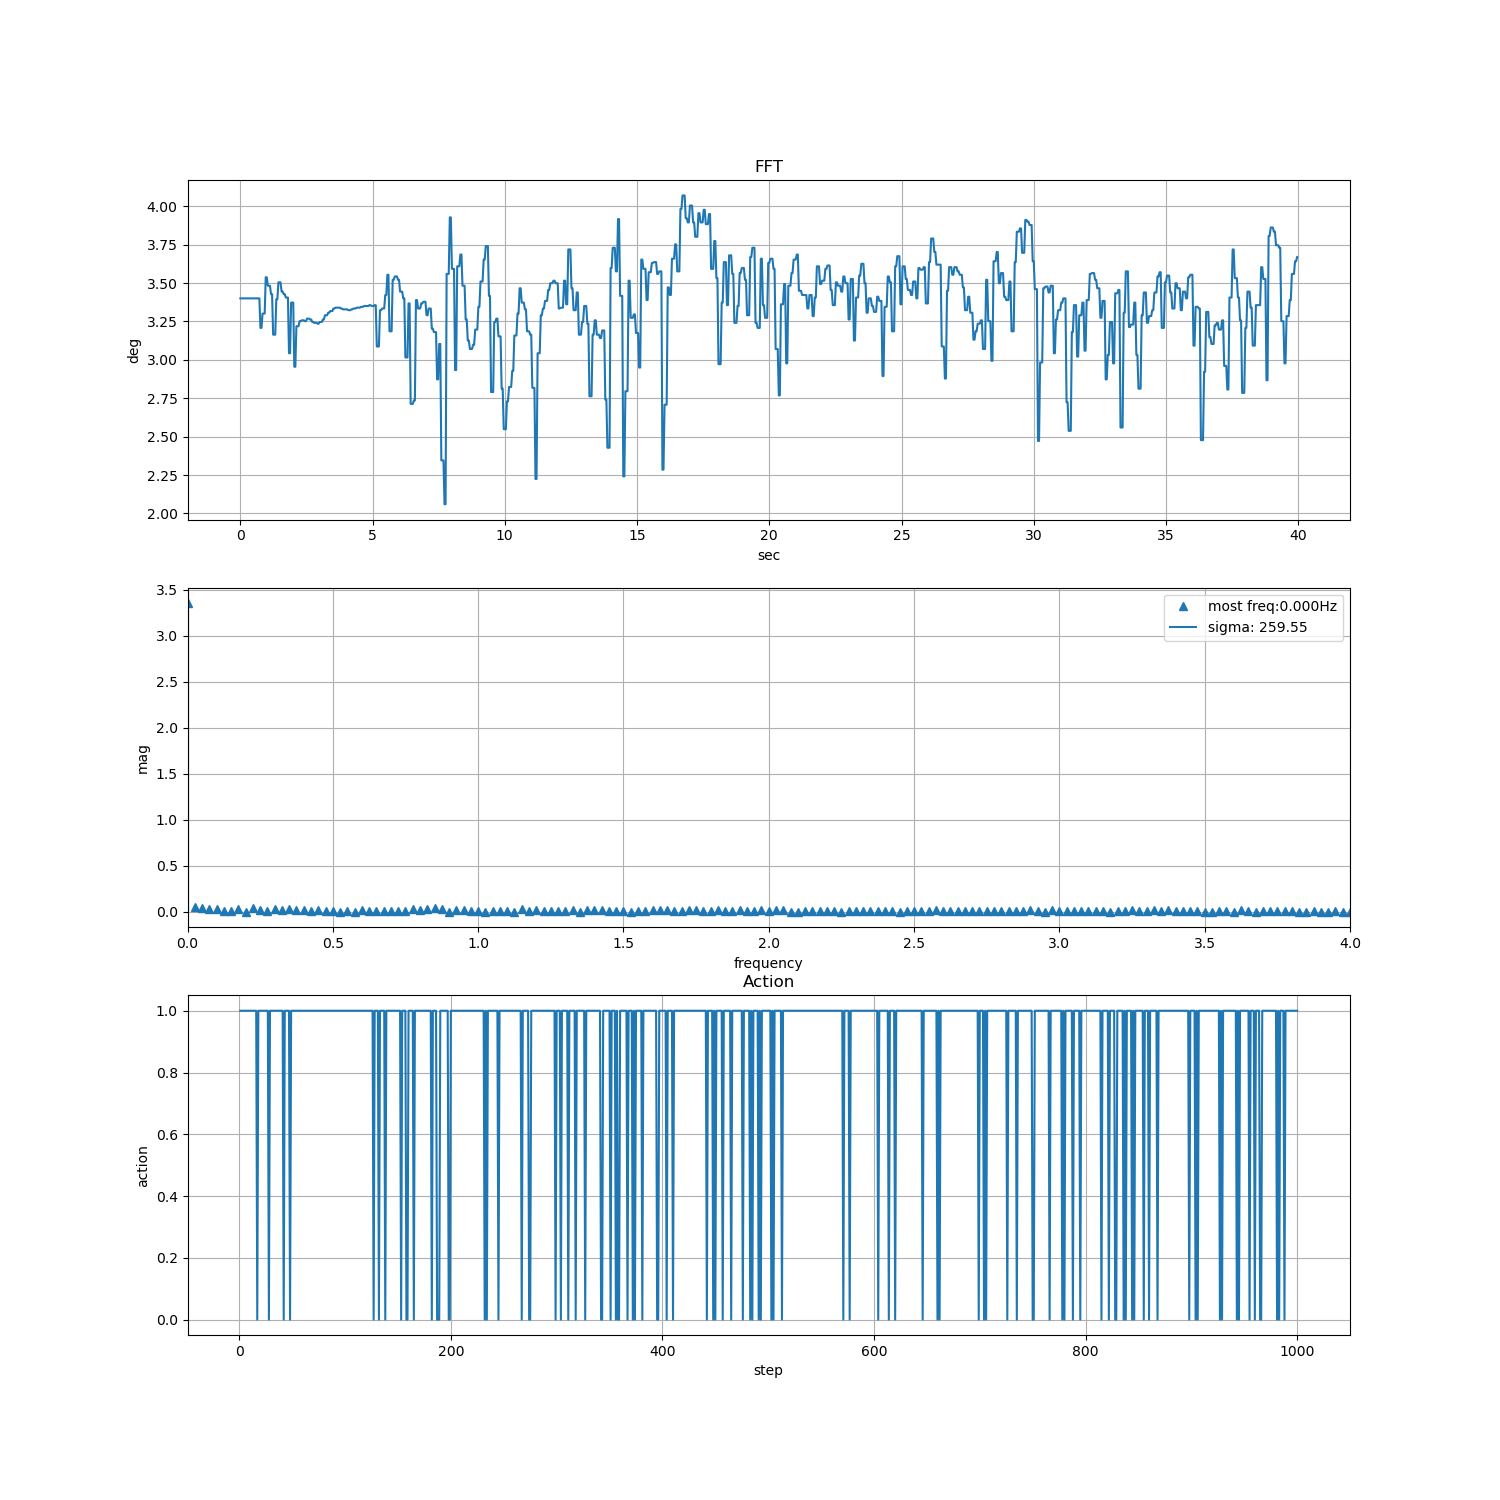 FFT
4.00
3.75
3.50
3.25
3.00
2.75
2.50
2.25
2.00
deg
0 5 10 15 20 25 30 35 40
sec
3.5
3.0
2.5
2.0
1.5
1.0
0.5
0.0
mag
most freq:0.000Hz
sigma: 259.55
0.0 0.5 1.0 1.5 2.0 2.5 3.0 3.5 4.0
frequency
Action
1.0
0.8
0.6
0.4
0.2
0.0
action
0 200 400 600 800 1000
step